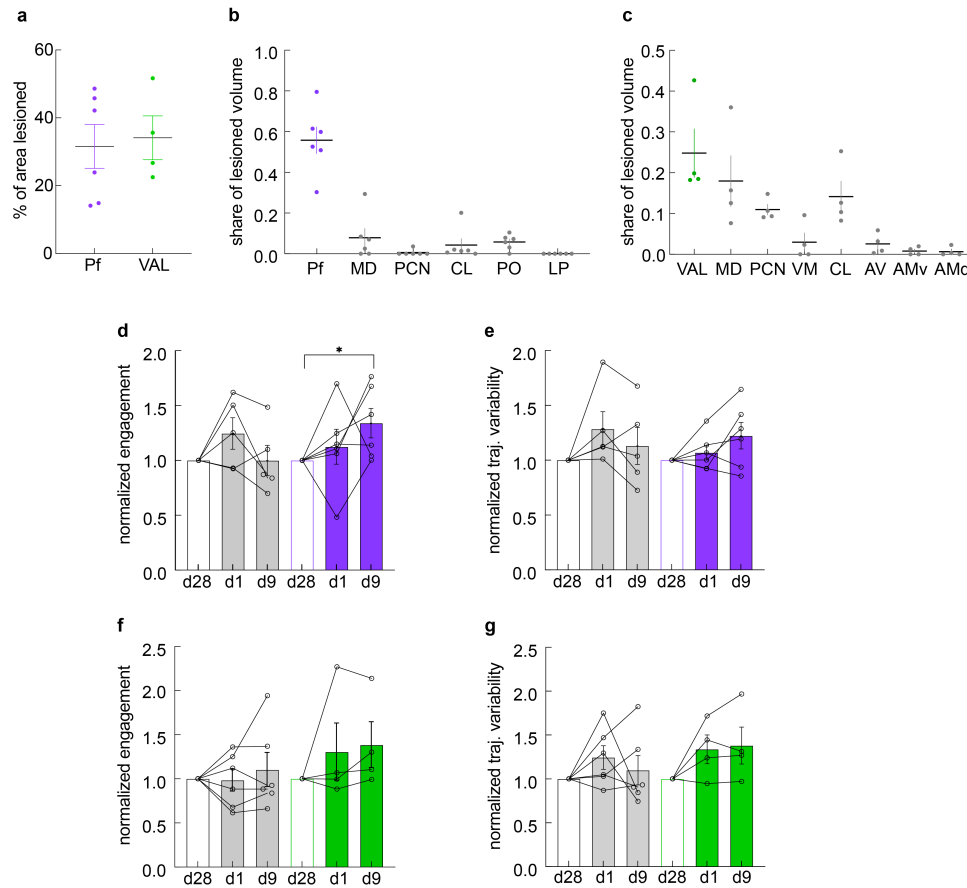 a
b
c
% of area lesioned
60
40
20
0
Pf VAL
share of lesioned volume
1.0
0.8
0.6
0.4
0.2
0.0
Pf MD PCN CL PO LP
share of lesioned volume
0.5
0.4
0.3
0.2
0.1
0.0
VAL MD PCN VM CL AV AMv AMd
d
e
normalized engagement
2.0
1.5
1.0
0.5
0.0
*
d28 d1 d9 d28 d1 d9
normalized traj. variability
2.0
1.5
1.0
0.5
0.0
d28 d1 d9 d28 d1 d9
f
g
normalized engagement
2.5
2.0
1.5
1.0
0.5
0.0
d28 d1 d9 d28 d1 d9
normalized traj. variability
2.5
2.0
1.5
1.0
0.5
0.0
d28 d1 d9 d28 d1 d9